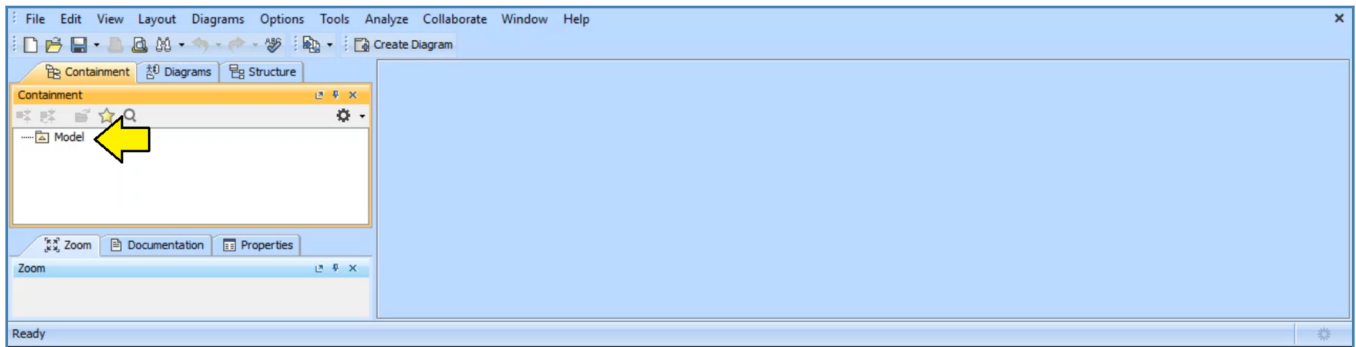 File Edit View Layout Diagrams Options Tools Analyze Collaborate Window Help
Create Diagram
Containment Diagrams Structure
Containment
Model
Zoom Documentation Properties
Zoom
Ready